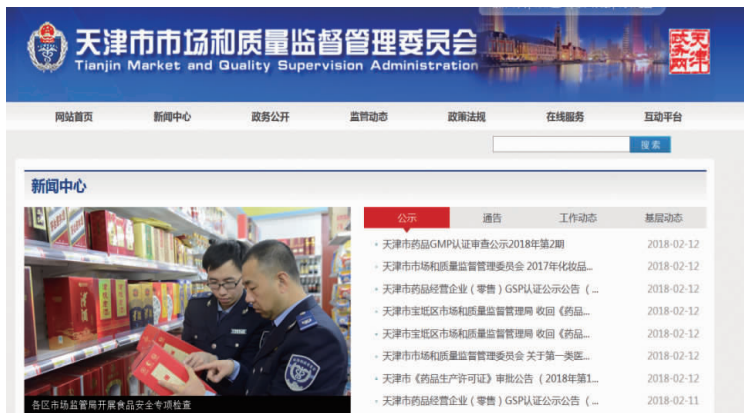 天津市市场和质量监督管理委员会
Tianjin Market and Quality Supervision Administration
天津
政务网
网站首页 新闻中心 政务公开 监管动态 政策法规 在线服务 互动平台
搜索
新闻中心
公示 通告 工作动态 基层动态
天津市药品GMP认证审查公示2018年第2期 2018-02-12
天津市市场和质量监督管理委员会 2017年化妆品... 2018-02-12
天津市药品经营企业（零售）GSP认证公示公告（... 2018-02-12
天津市宝坻区市场和质量监督管理局 收回《药品... 2018-02-12
天津市宝坻区市场和质量监督管理局 收回《药品... 2018-02-12
天津市市场和质量监督管理委员会 关于第一类医... 2018-02-12
天津市《药品生产许可证》审批公告（2018年第1... 2018-02-12
天津市药品经营企业（零售）GSP认证公示公告（... 2018-02-11
各区市场监管局开展食品安全专项检查